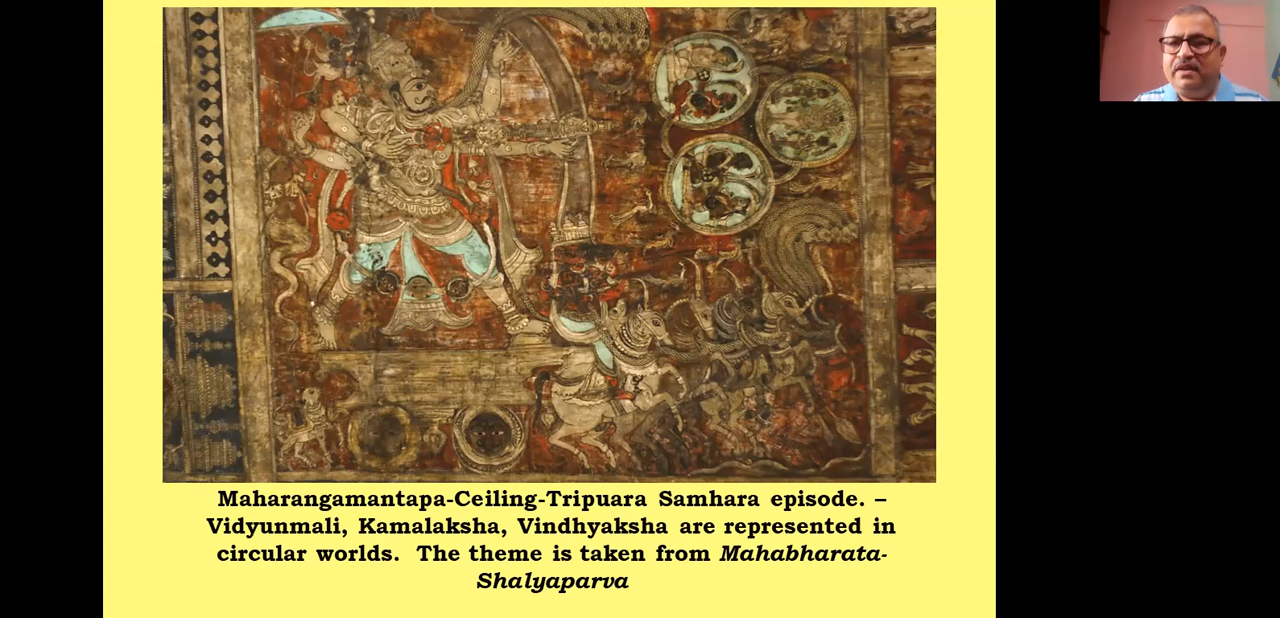 Maharangamantapa-Ceiling-Tripuara Samhara episode. –
Vidyunmali, Kamalaksha, Vindhyaksha are represented in
circular worlds. The theme is taken from Mahabharata-
Shalyaparva